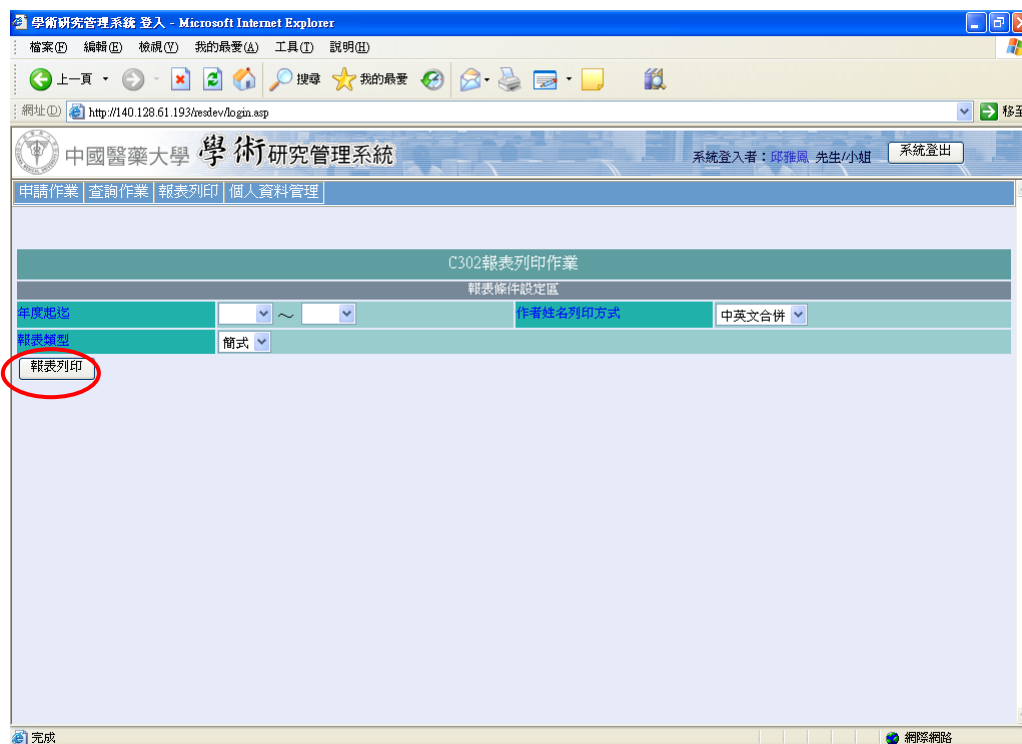 學術研究管理系統 登入 - Microsoft Internet Explorer
檔案(F) 編輯(E) 檢視(V) 我的最愛(A) 工具(T) 說明(H)
上一頁 搜尋 我的最愛
網址(D) http://140.128.61.193/resdev/login.asp 移至
中國醫藥大學 學術研究管理系統 系統登入者：邱雅鳳 先生/小姐 系統登出
申請作業 查詢作業 報表列印 個人資料管理
C302報表列印作業
報表條件設定區
年度起迄 ～ 作者姓名列印方式 中英文合併
報表類型 簡式
報表列印
完成 網際網路